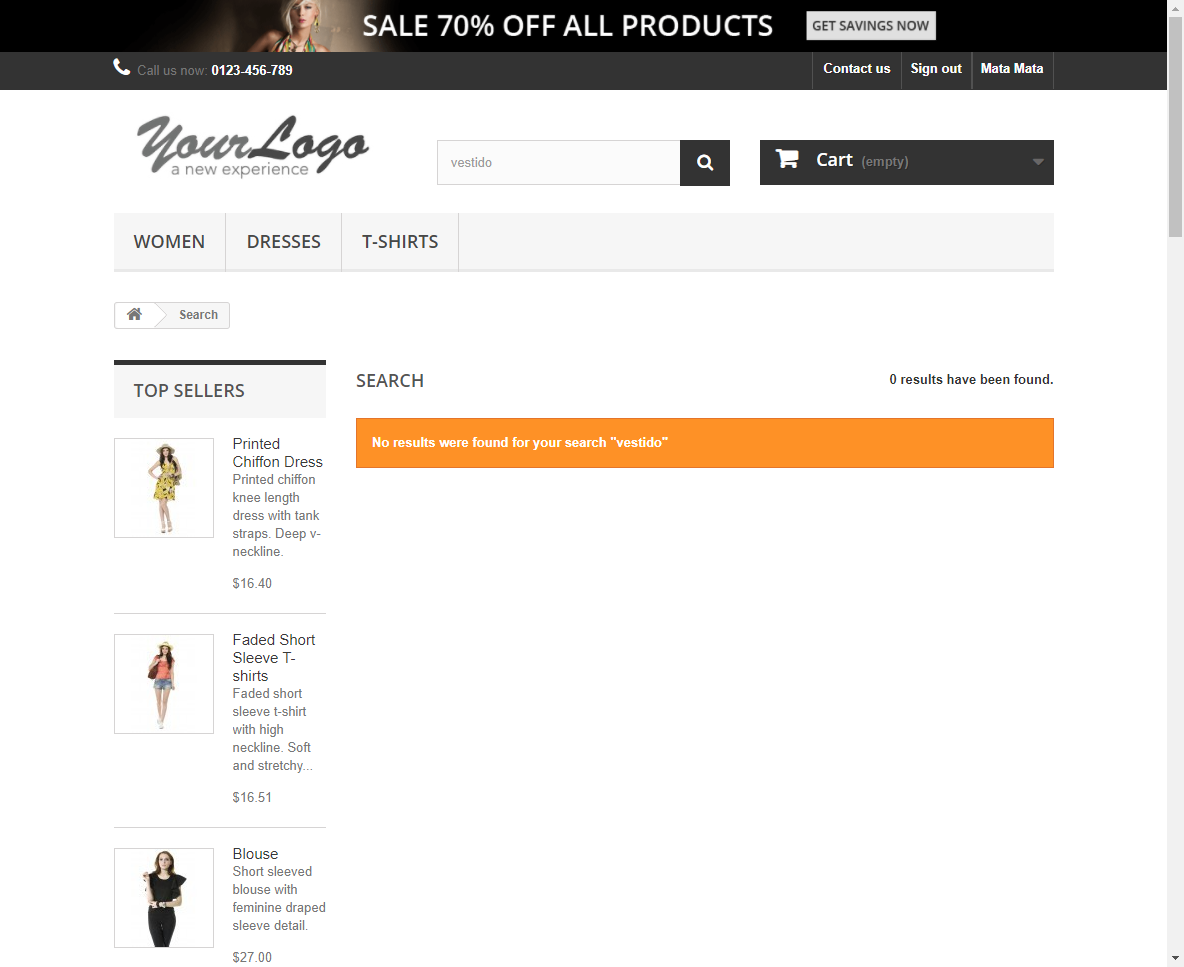 SALE 70% OFF ALL PRODUCTS GET SAVINGS NOW
Call us now: 0123-456-789 Contact us Sign out Mata Mata
YourLogo
a new experience
vestido
Cart (empty)
WOMEN DRESSES T-SHIRTS
Search
TOP SELLERS
Printed
Chiffon Dress
Printed chiffon
knee length
dress with tank
straps. Deep v-
neckline.
$16.40
Faded Short
Sleeve T-
shirts
Faded short
sleeve t-shirt
with high
neckline. Soft
and stretchy...
$16.51
Blouse
Short sleeved
blouse with
feminine draped
sleeve detail.
$27.00
SEARCH 0 results have been found.
No results were found for your search "vestido"